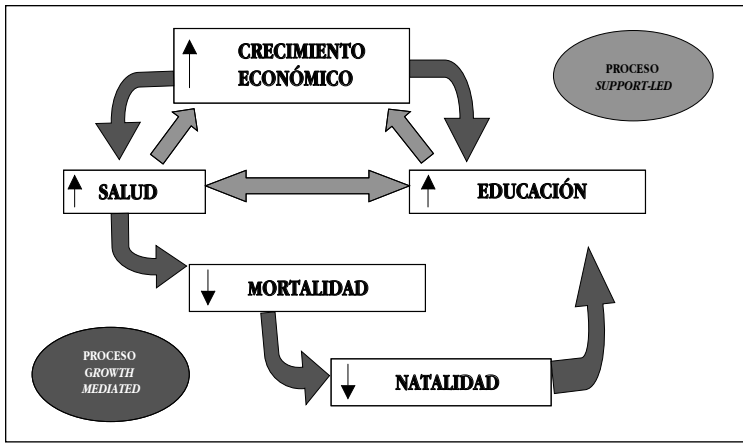 CRECIMIENTO
ECONÓMICO
PROCESO
SUPPORT-LED
SALUD
EDUCACIÓN
MORTALIDAD
PROCESO
GROWTH
MEDIATED
NATALIDAD